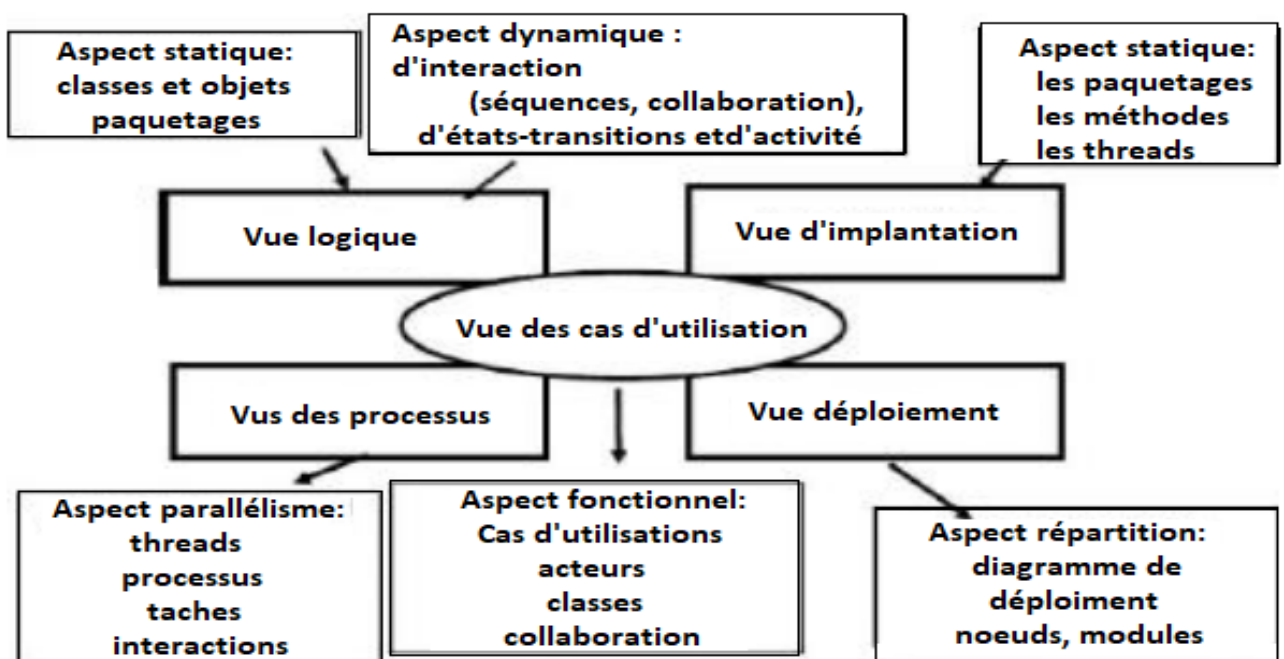 Aspect statique:
classes et objets
paquetages
Aspect dynamique :
d'interaction
(séquences, collaboration),
d'états-transitions etd'activité
Aspect statique:
les paquetages
les méthodes
les threads
Vue logique
Vue d'implantation
Vue des cas d'utilisation
Vus des processus
Vue déploiement
Aspect parallélisme:
threads
processus
taches
interactions
Aspect fonctionnel:
Cas d'utilisations
acteurs
classes
collaboration
Aspect répartition:
diagramme de
déploiment
noeuds, modules